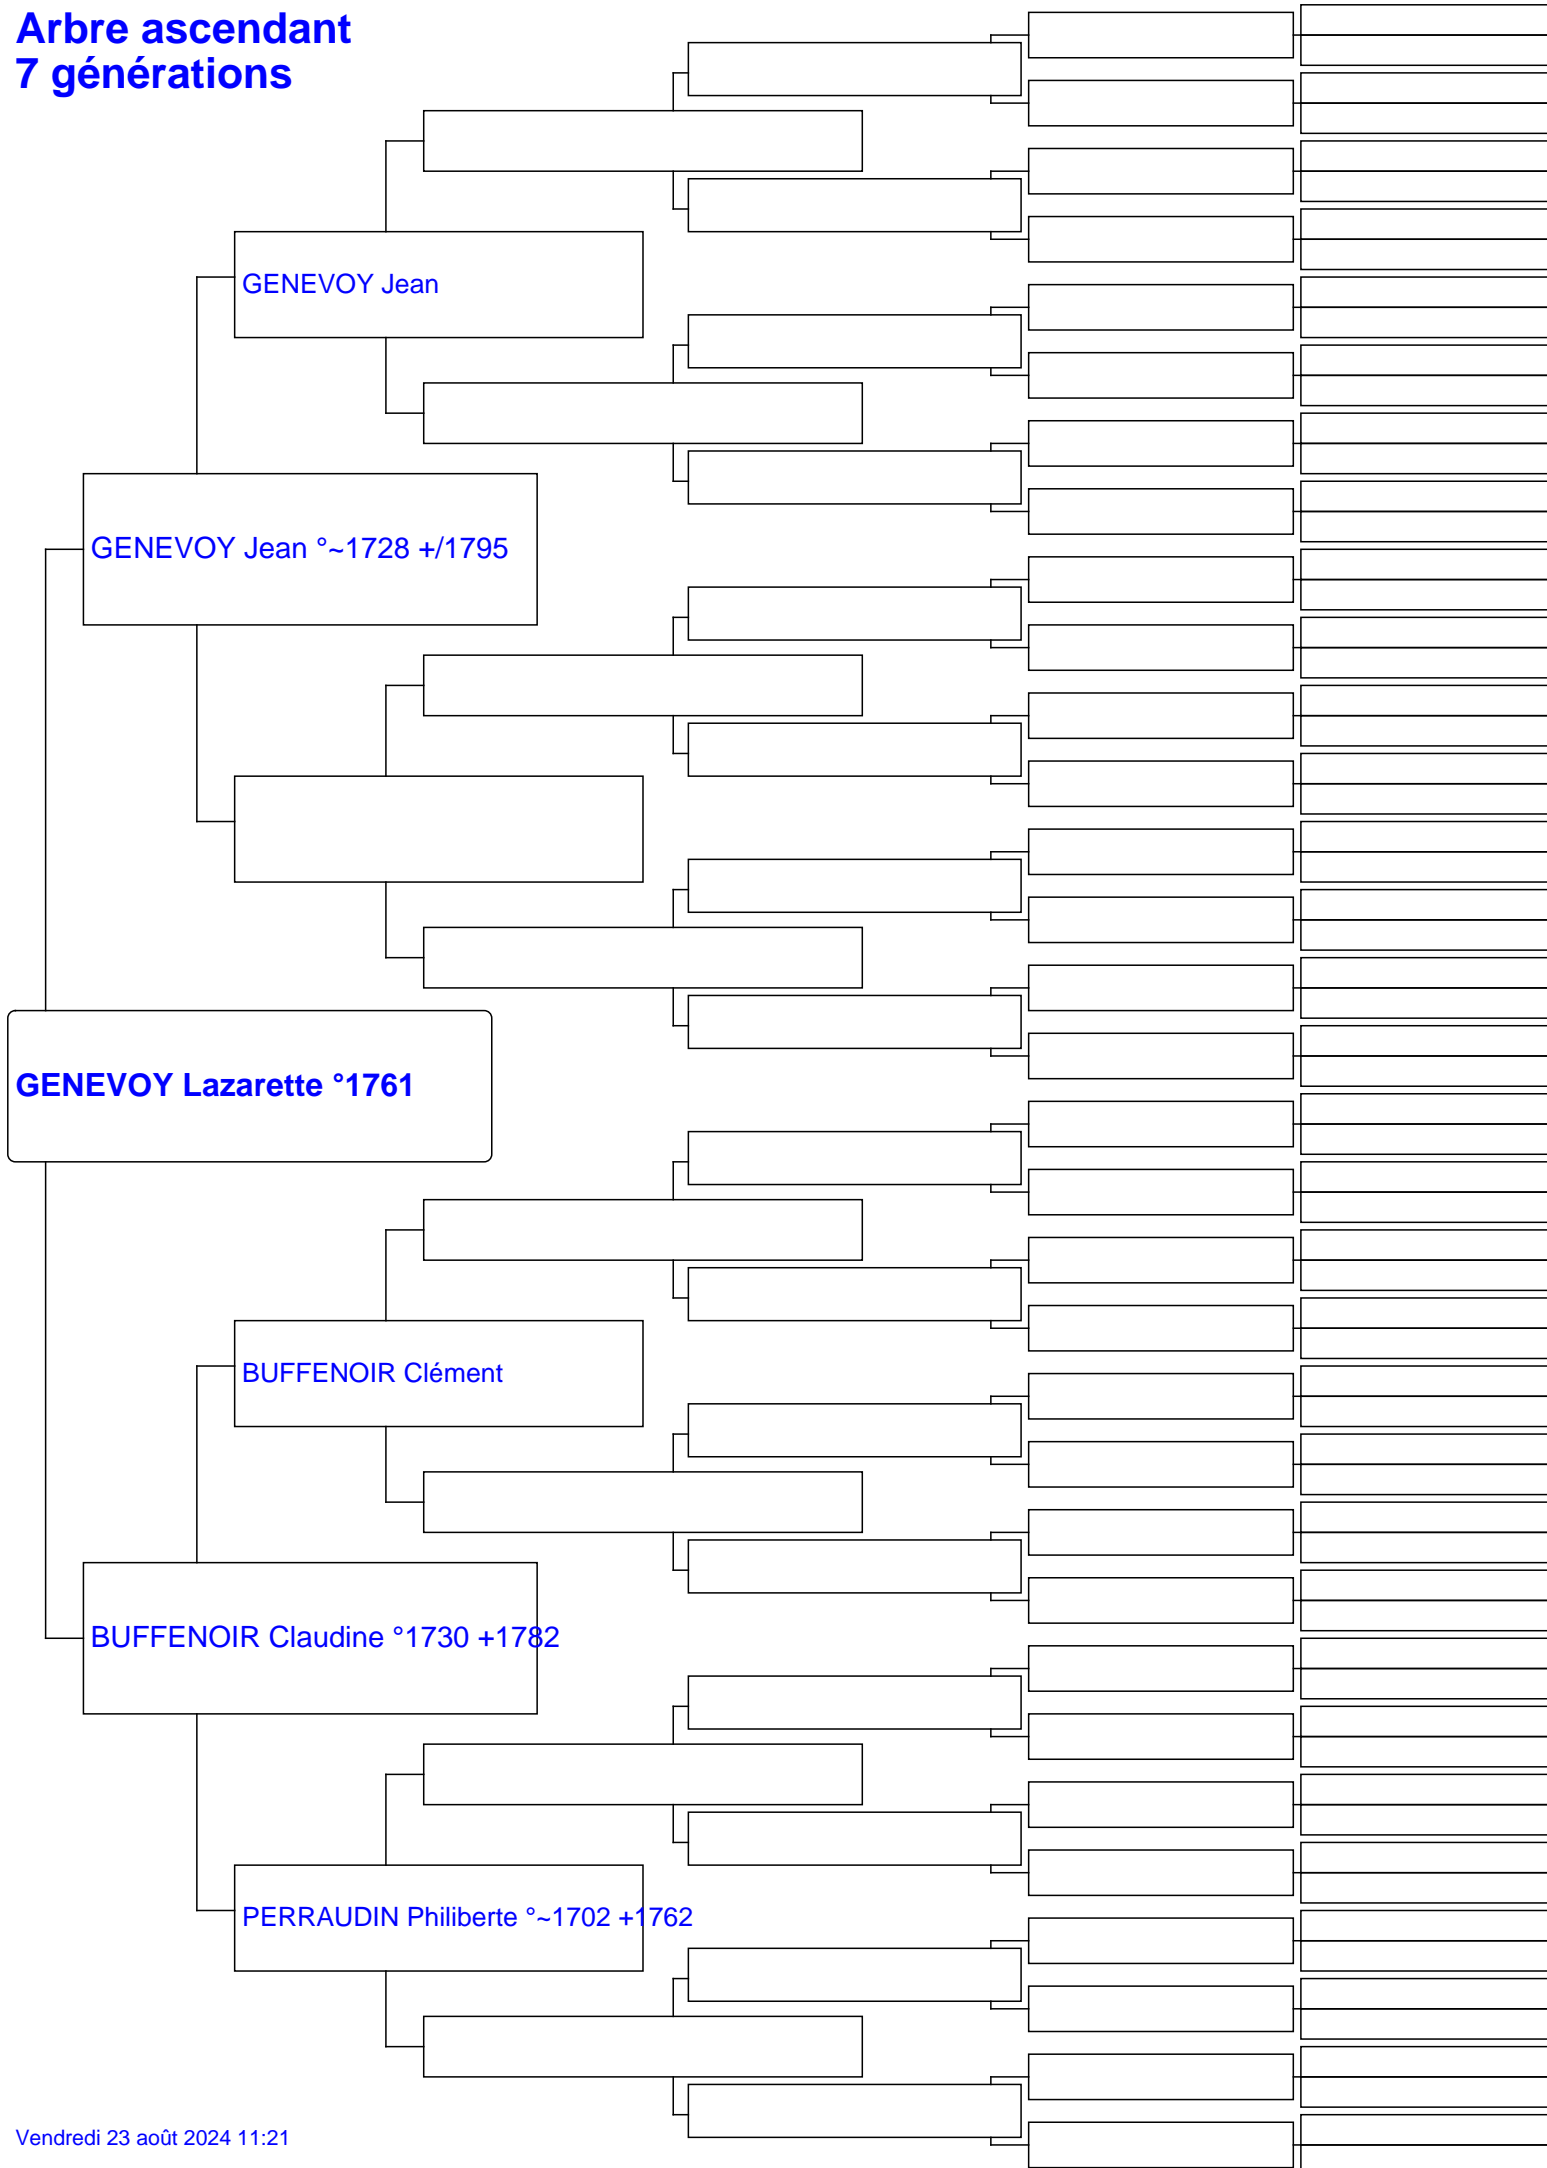 Arbre ascendant
7 générations
GENEVOY Jean
GENEVOY Jean °~1728 +/1795
GENEVOY Lazarette °1761
BUFFENOIR Clément
BUFFENOIR Claudine °1730 +1782
PERRAUDIN Philiberte °~1702 +1762
Vendredi 23 août 2024 11:21